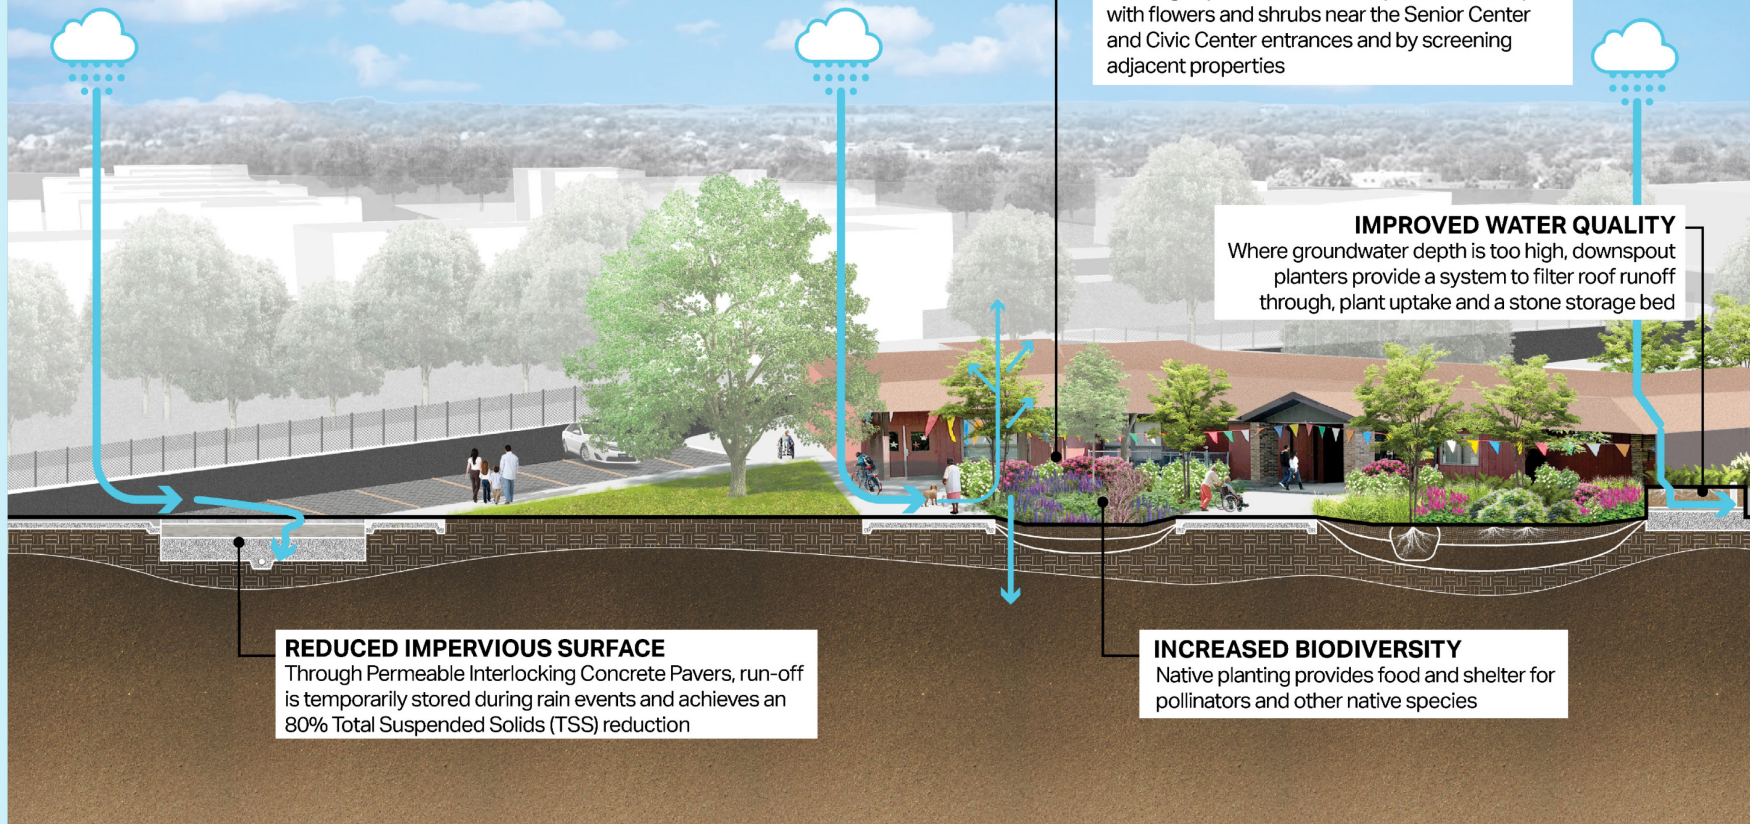 with flowers and shrubs near the Senior Center
and Civic Center entrances and by screening
adjacent properties
IMPROVED WATER QUALITY
Where groundwater depth is too high, downspout
planters provide a system to filter roof runoff
through, plant uptake and a stone storage bed
REDUCED IMPERVIOUS SURFACE
Through Permeable Interlocking Concrete Pavers, run-off
is temporarily stored during rain events and achieves an
80% Total Suspended Solids (TSS) reduction
INCREASED BIODIVERSITY
Native planting provides food and shelter for
pollinators and other native species